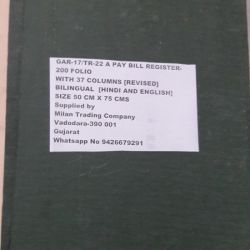 GAR-17/TR-22 A PAY BILL REGISTER-
200 FOLIO
WITH 37 COLUMNS [REVISED]
BILINGUAL [HINDI AND ENGLISH]
SIZE 50 CM X 75 CMS
Supplied by
Milan Trading Company
Vadodara-390 001
Gujarat
Whatsapp No 9426679291